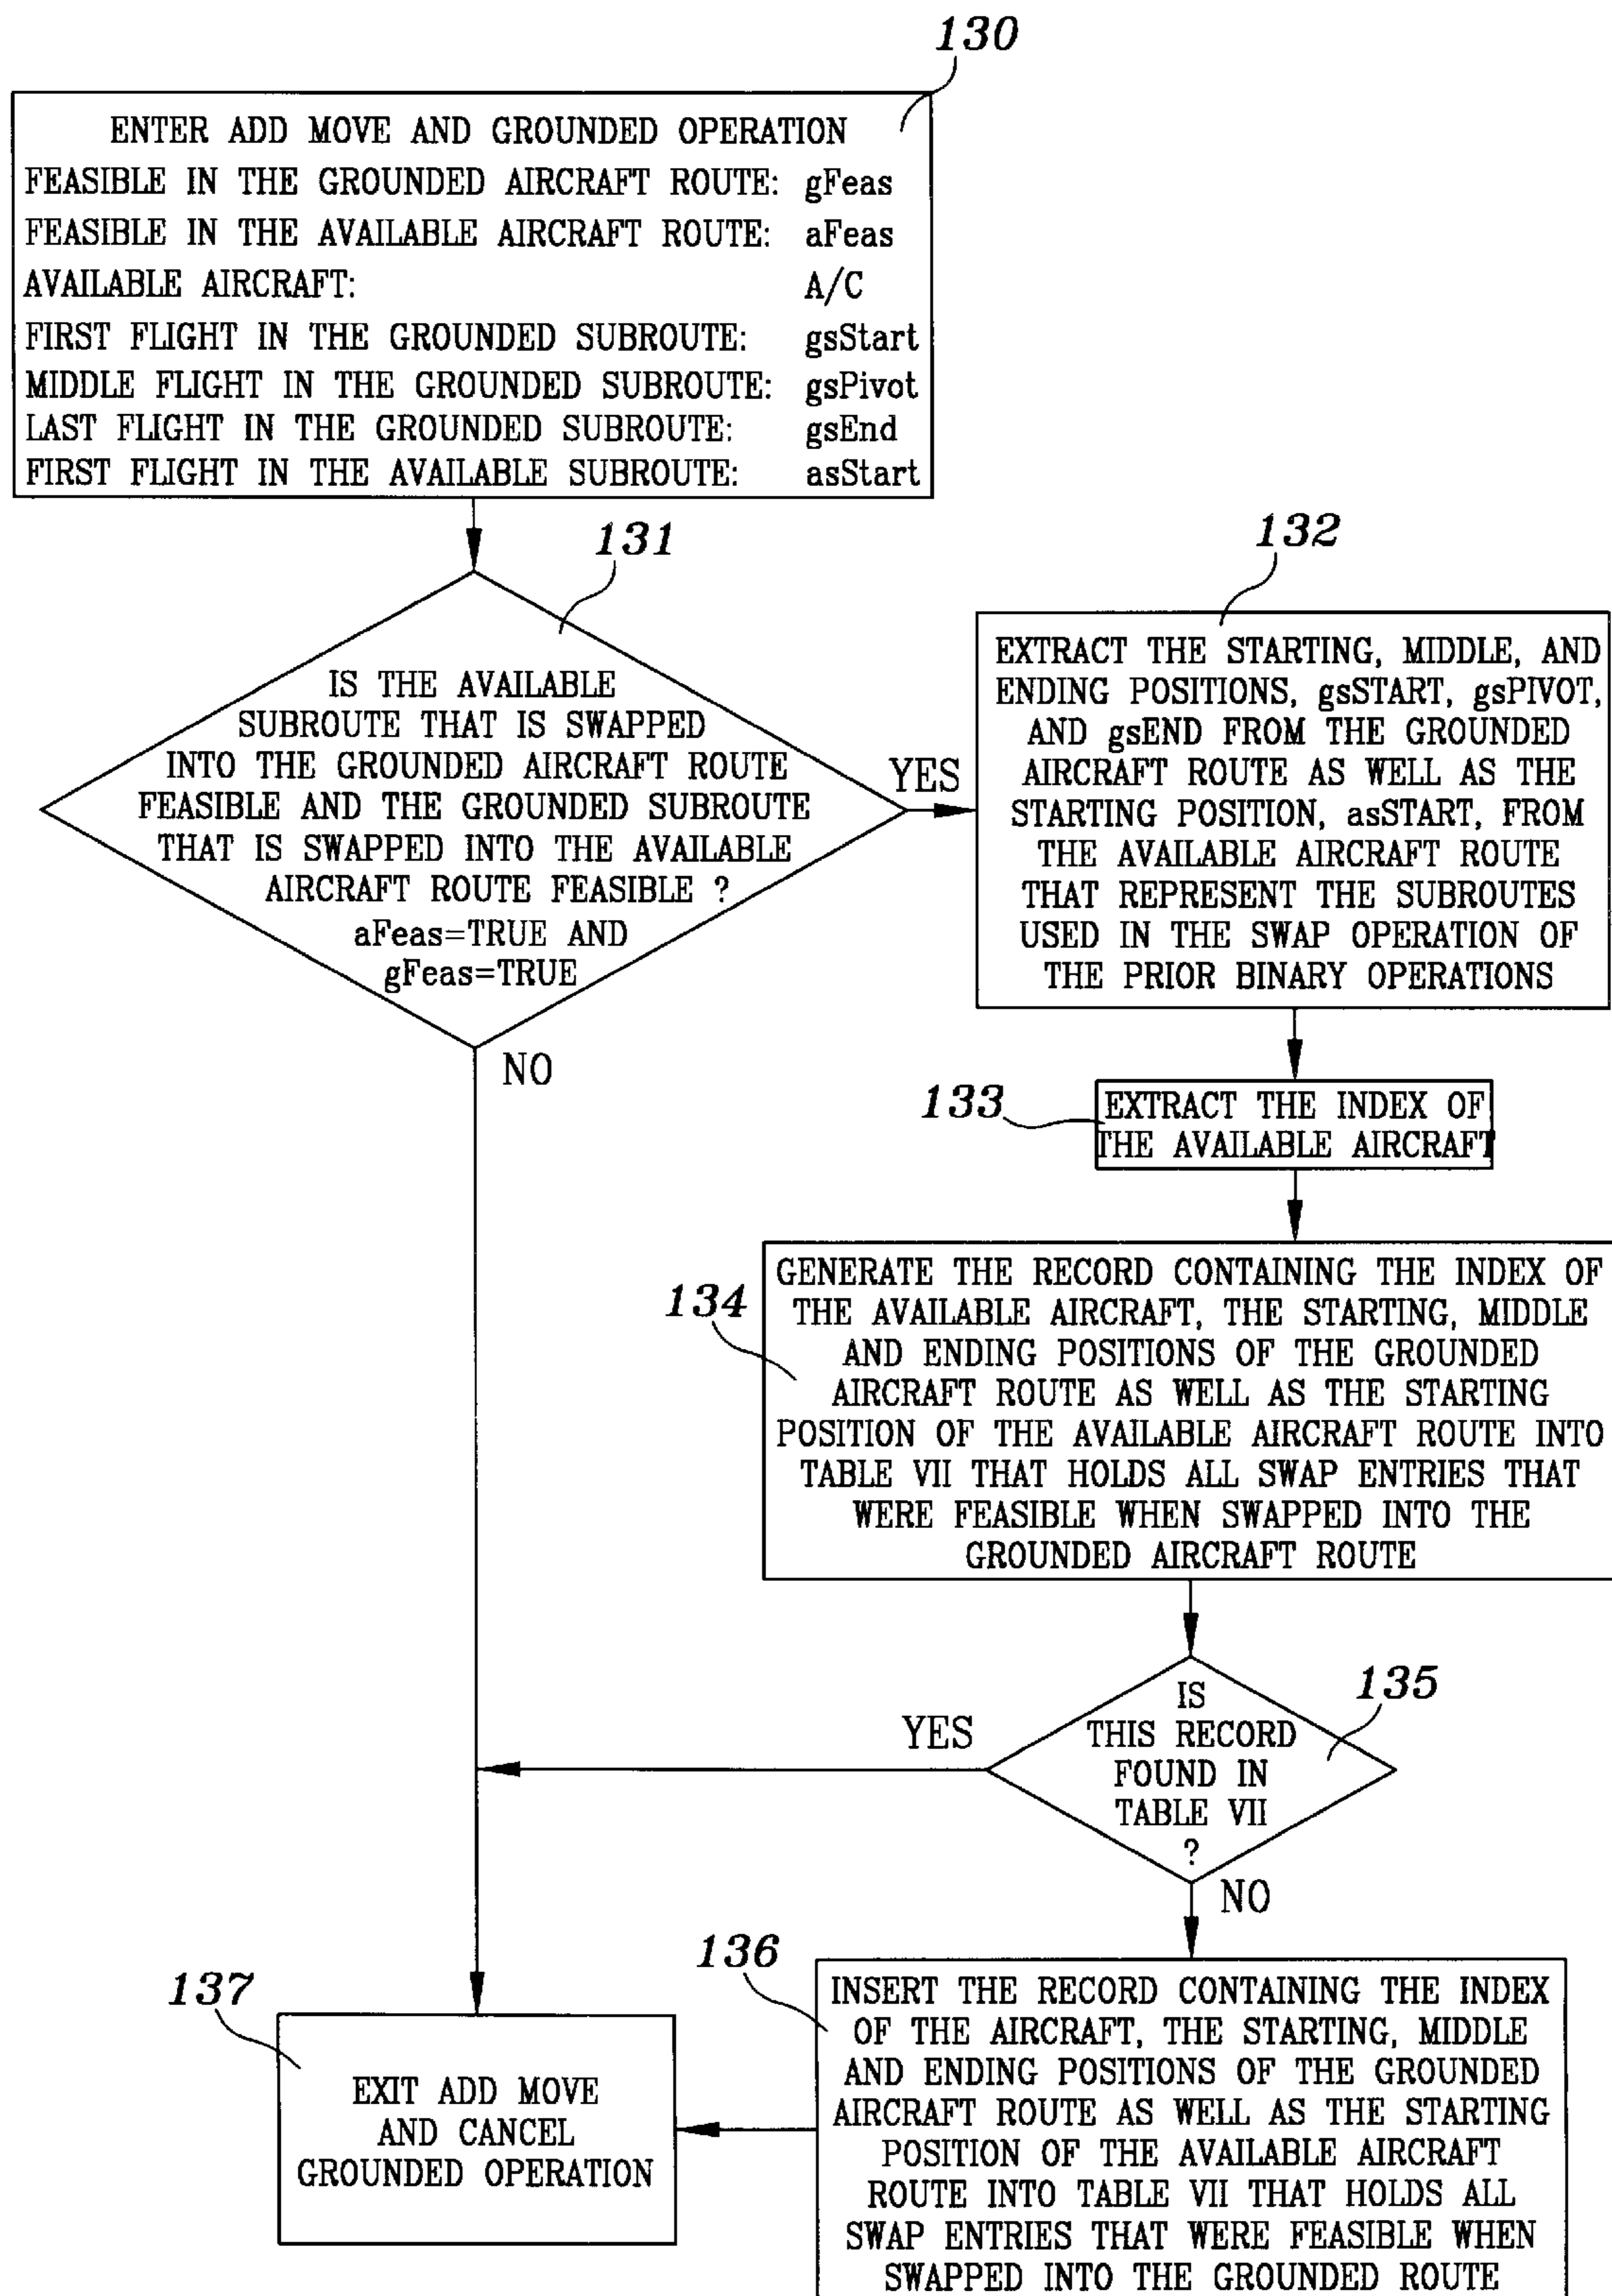 130
ENTER ADD MOVE AND GROUNDED OPERATION
FEASIBLE IN THE GROUNDED AIRCRAFT ROUTE: gFeas
FEASIBLE IN THE AVAILABLE AIRCRAFT ROUTE: aFeas
AVAILABLE AIRCRAFT: A/C
FIRST FLIGHT IN THE GROUNDED SUBROUTE: gsStart
MIDDLE FLIGHT IN THE GROUNDED SUBROUTE: gsPivot
LAST FLIGHT IN THE GROUNDED SUBROUTE: gsEnd
FIRST FLIGHT IN THE AVAILABLE SUBROUTE: asStart
131
IS THE AVAILABLE
SUBROUTE THAT IS SWAPPED
INTO THE GROUNDED AIRCRAFT ROUTE
FEASIBLE AND THE GROUNDED SUBROUTE
THAT IS SWAPPED INTO THE AVAILABLE
AIRCRAFT ROUTE FEASIBLE ?
aFeas=TRUE AND
gFeas=TRUE
YES
NO
132
EXTRACT THE STARTING, MIDDLE, AND
ENDING POSITIONS, gsSTART, gsPIVOT,
AND gsEND FROM THE GROUNDED
AIRCRAFT ROUTE AS WELL AS THE
STARTING POSITION, asSTART, FROM
THE AVAILABLE AIRCRAFT ROUTE
THAT REPRESENT THE SUBROUTES
USED IN THE SWAP OPERATION OF
THE PRIOR BINARY OPERATIONS
133
EXTRACT THE INDEX OF
THE AVAILABLE AIRCRAFT
134
GENERATE THE RECORD CONTAINING THE INDEX OF
THE AVAILABLE AIRCRAFT, THE STARTING, MIDDLE
AND ENDING POSITIONS OF THE GROUNDED
AIRCRAFT ROUTE AS WELL AS THE STARTING
POSITION OF THE AVAILABLE AIRCRAFT ROUTE INTO
TABLE VII THAT HOLDS ALL SWAP ENTRIES THAT
WERE FEASIBLE WHEN SWAPPED INTO THE
GROUNDED AIRCRAFT ROUTE
135
IS
THIS RECORD
FOUND IN
TABLE VII
?
YES
NO
136
INSERT THE RECORD CONTAINING THE INDEX
OF THE AIRCRAFT, THE STARTING, MIDDLE
AND ENDING POSITIONS OF THE GROUNDED
AIRCRAFT ROUTE AS WELL AS THE STARTING
POSITION OF THE AVAILABLE AIRCRAFT
ROUTE INTO TABLE VII THAT HOLDS ALL
SWAP ENTRIES THAT WERE FEASIBLE WHEN
SWAPPED INTO THE GROUNDED ROUTE
137
EXIT ADD MOVE
AND CANCEL
GROUNDED OPERATION